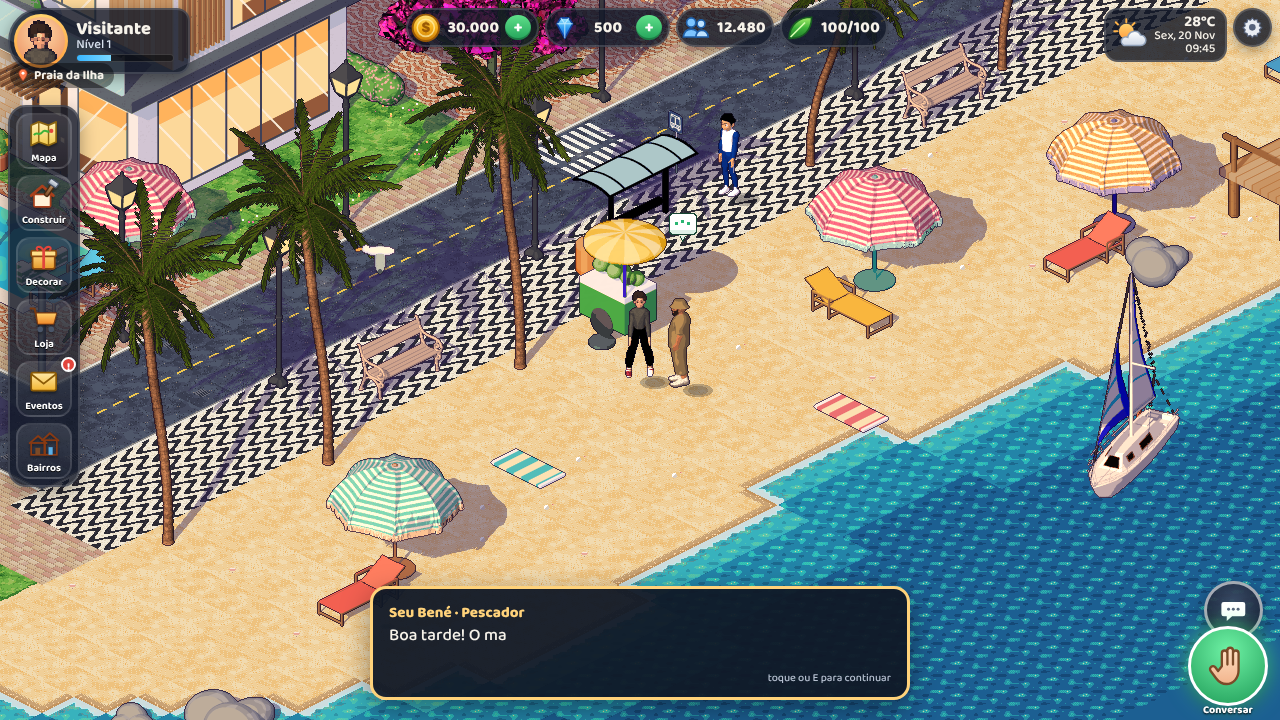 Visitante
Nível 1
Praia da Ilha
30.000
500
12.480
100/100
28°C
Sex, 20 Nov
09:45
Mapa
Construir
Decorar
Loja
Eventos
Bairros
Seu Bené · Pescador
Boa tarde! O ma
toque ou E para continuar
Conversar